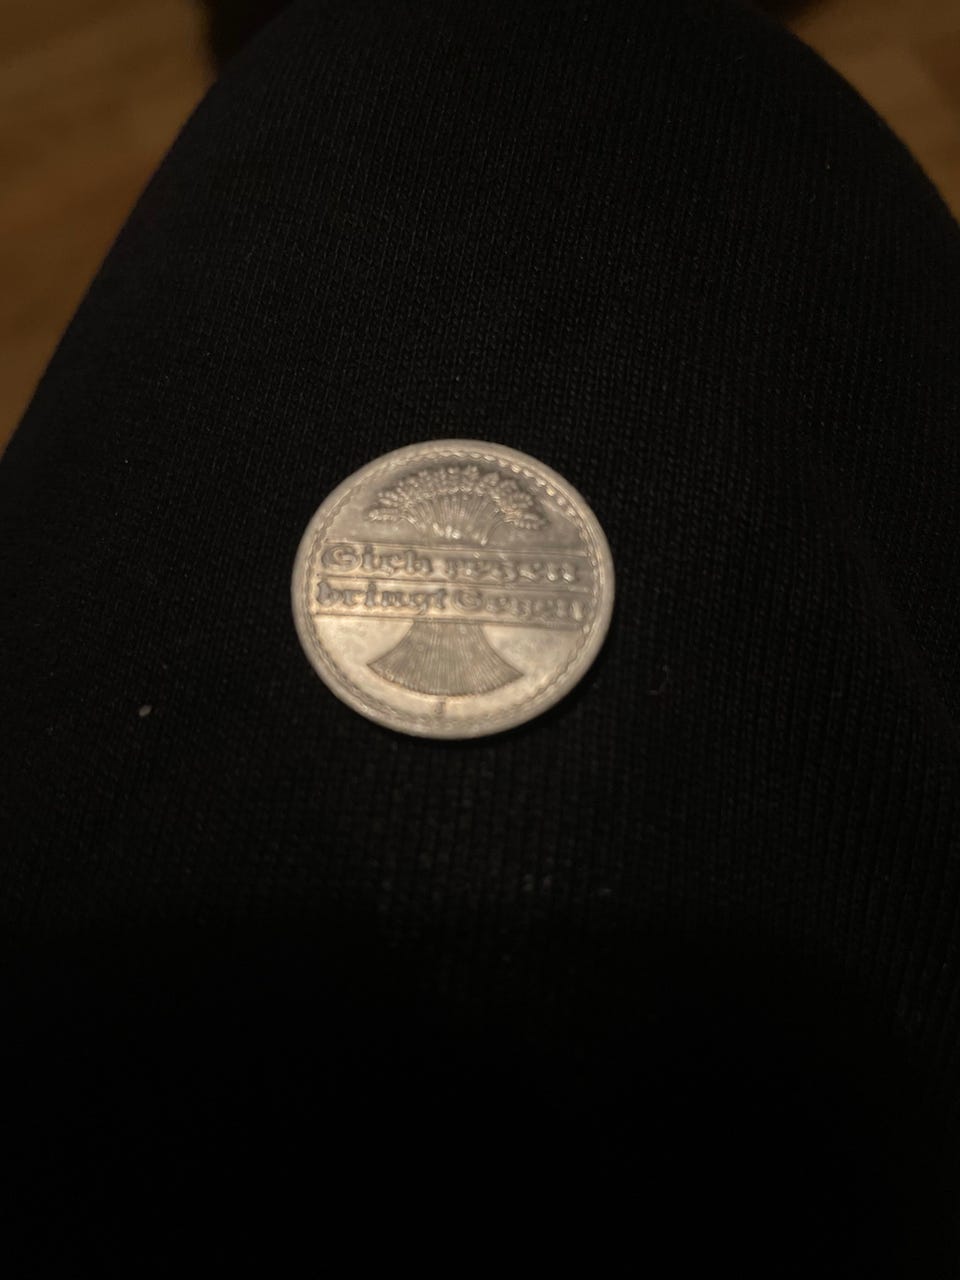 Sich regen
bringt Segen
J